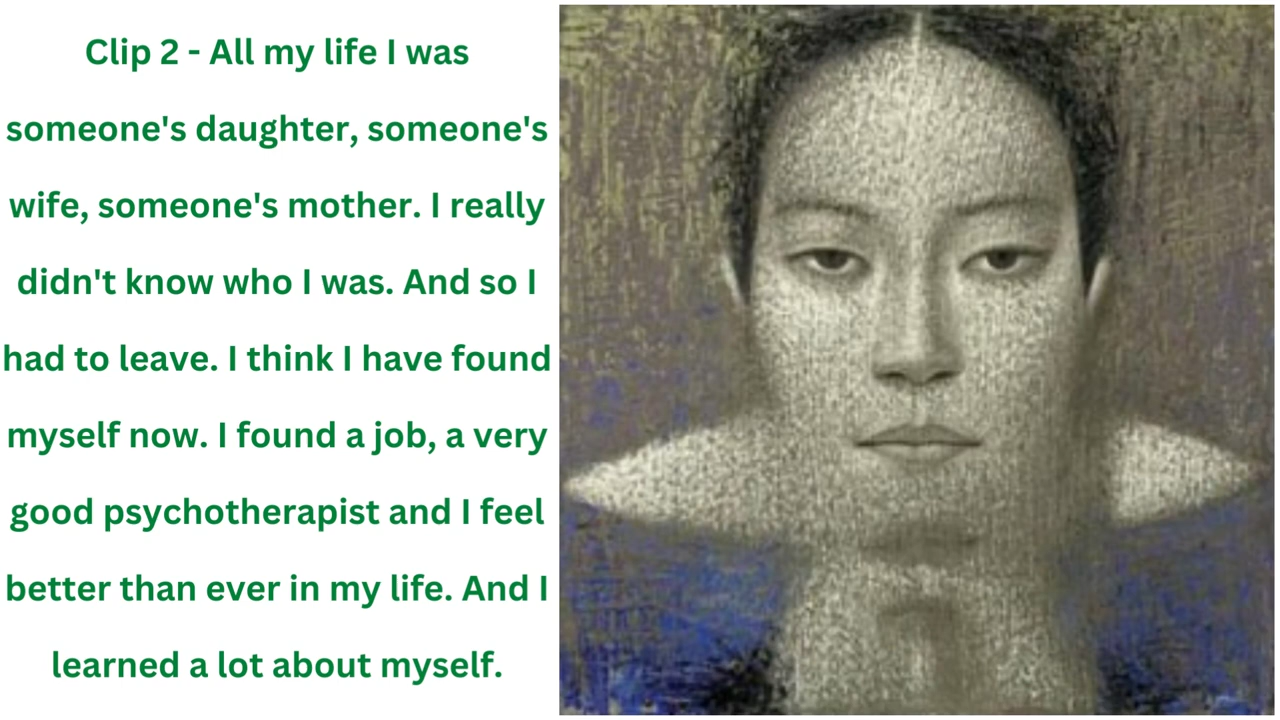 Clip 2 - All my life I was
someone's daughter, someone's
wife, someone's mother. I really
didn't know who I was. And so I
had to leave. I think I have found
myself now. I found a job, a very
good psychotherapist and I feel
better than ever in my life. And I
learned a lot about myself.